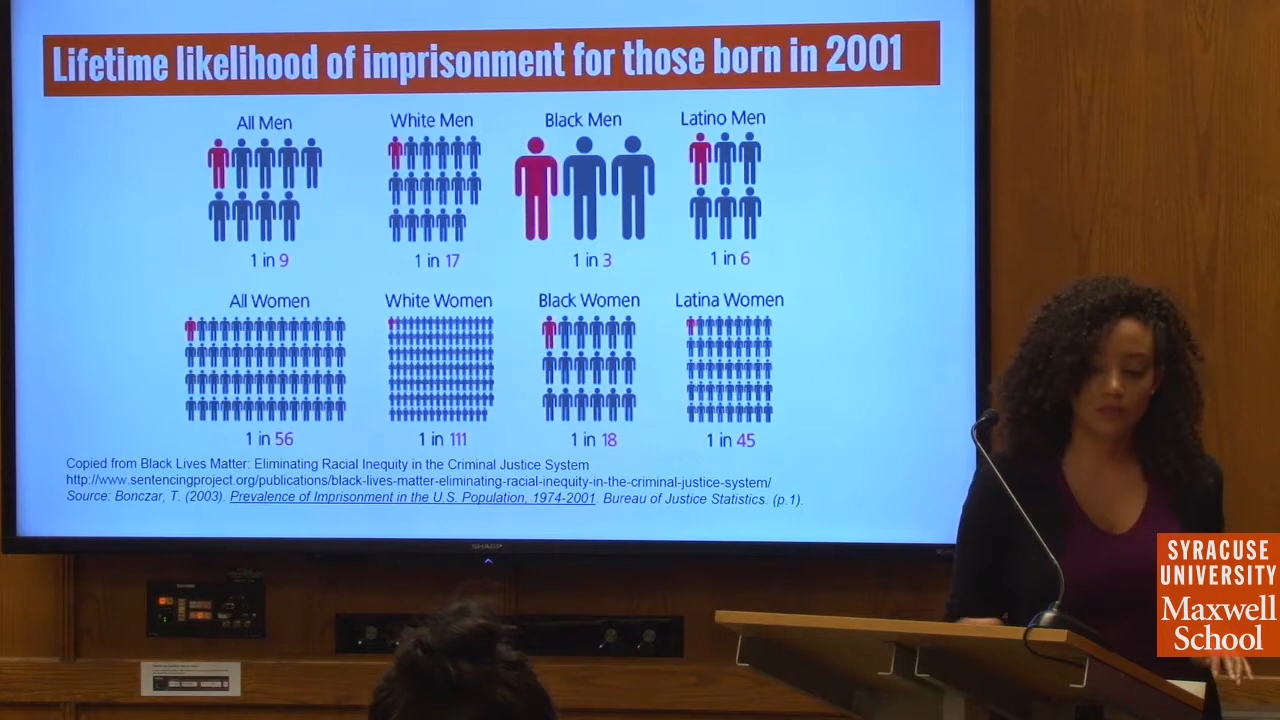 Lifetime likelihood of imprisonment for those born in 2001
All Men
White Men
Black Men
Latino Men
1 in 9
1 in 17
1 in 3
1 in 6
All Women
White Women
Black Women
Latina Women
1 in 56
1 in 111
1 in 18
1 in 45
Copied from Black Lives Matter: Eliminating Racial Inequity in the Criminal Justice System
http://www.sentencingproject.org/publications/black-lives-matter-eliminating-racial-inequity-in-the-criminal-justice-system/
Source: Bonczar, T. (2003). Prevalence of Imprisonment in the U.S. Population, 1974-2001. Bureau of Justice Statistics. (p.1).
SHARP
SYRACUSE
UNIVERSITY
Maxwell
School